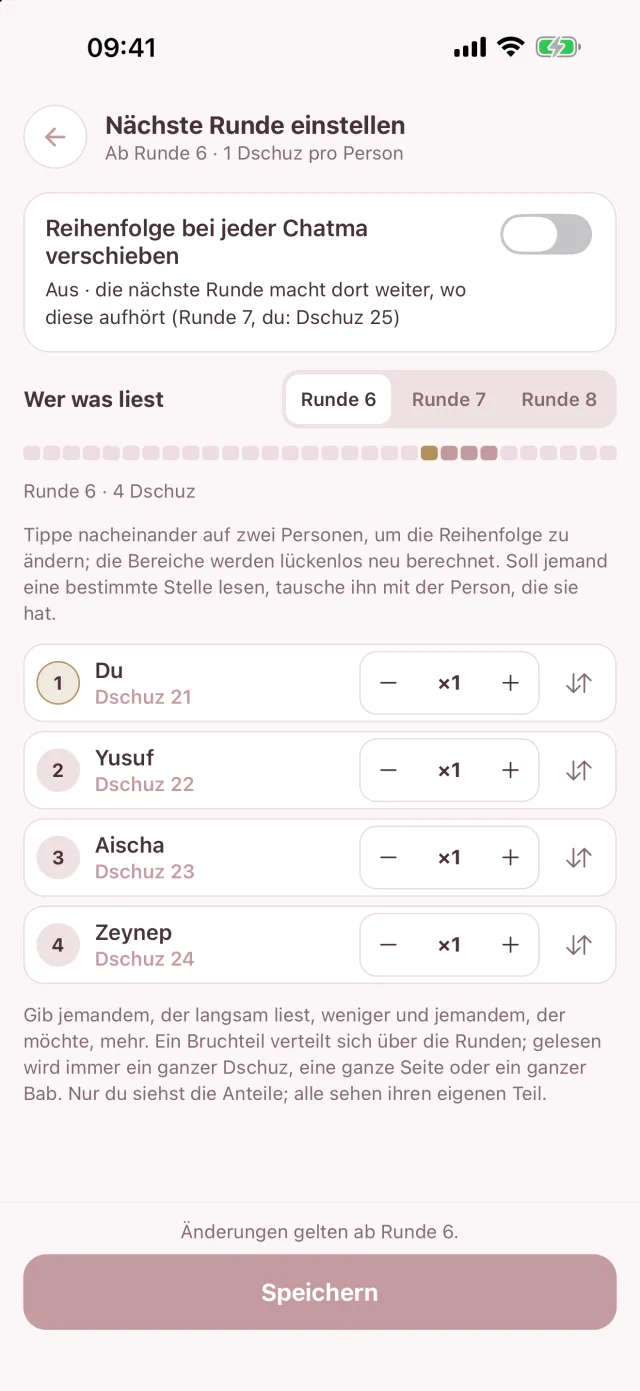 09:41
Nächste Runde einstellen
Ab Runde 6 · 1 Dschuz pro Person
Reihenfolge bei jeder Chatma
verschieben
Aus · die nächste Runde macht dort weiter, wo
diese aufhört (Runde 7, du: Dschuz 25)
Wer was liest
Runde 6
Runde 7
Runde 8
Runde 6 · 4 Dschuz
Tippe nacheinander auf zwei Personen, um die Reihenfolge zu
ändern; die Bereiche werden lückenlos neu berechnet. Soll jemand
eine bestimmte Stelle lesen, tausche ihn mit der Person, die sie
hat.
1
Du
Dschuz 21
− ×1 +
2
Yusuf
Dschuz 22
− ×1 +
3
Aischa
Dschuz 23
− ×1 +
4
Zeynep
Dschuz 24
− ×1 +
Gib jemandem, der langsam liest, weniger und jemandem, der
möchte, mehr. Ein Bruchteil verteilt sich über die Runden; gelesen
wird immer ein ganzer Dschuz, eine ganze Seite oder ein ganzer
Bab. Nur du siehst die Anteile; alle sehen ihren eigenen Teil.
Änderungen gelten ab Runde 6.
Speichern